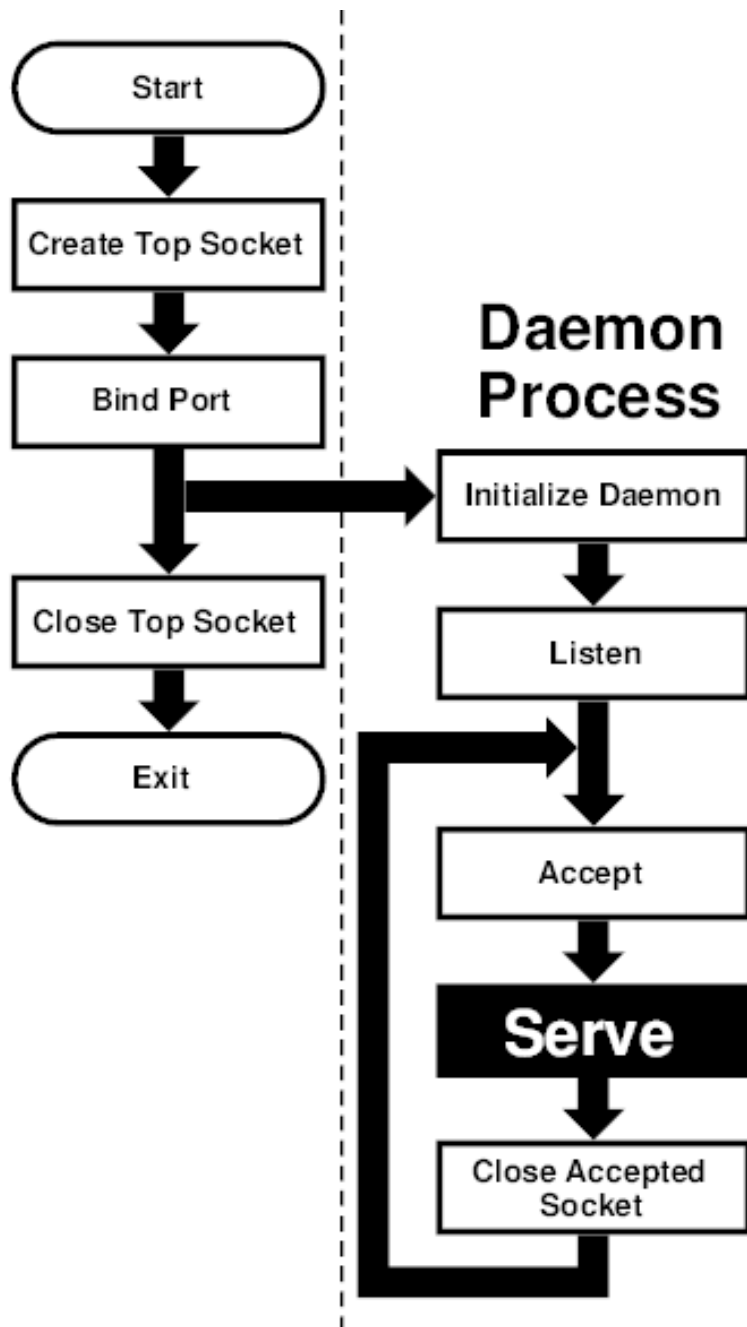 Start
Create Top Socket
Bind Port
Close Top Socket
Exit
Daemon
Process
Initialize Daemon
Listen
Accept
Serve
Close Accepted
Socket